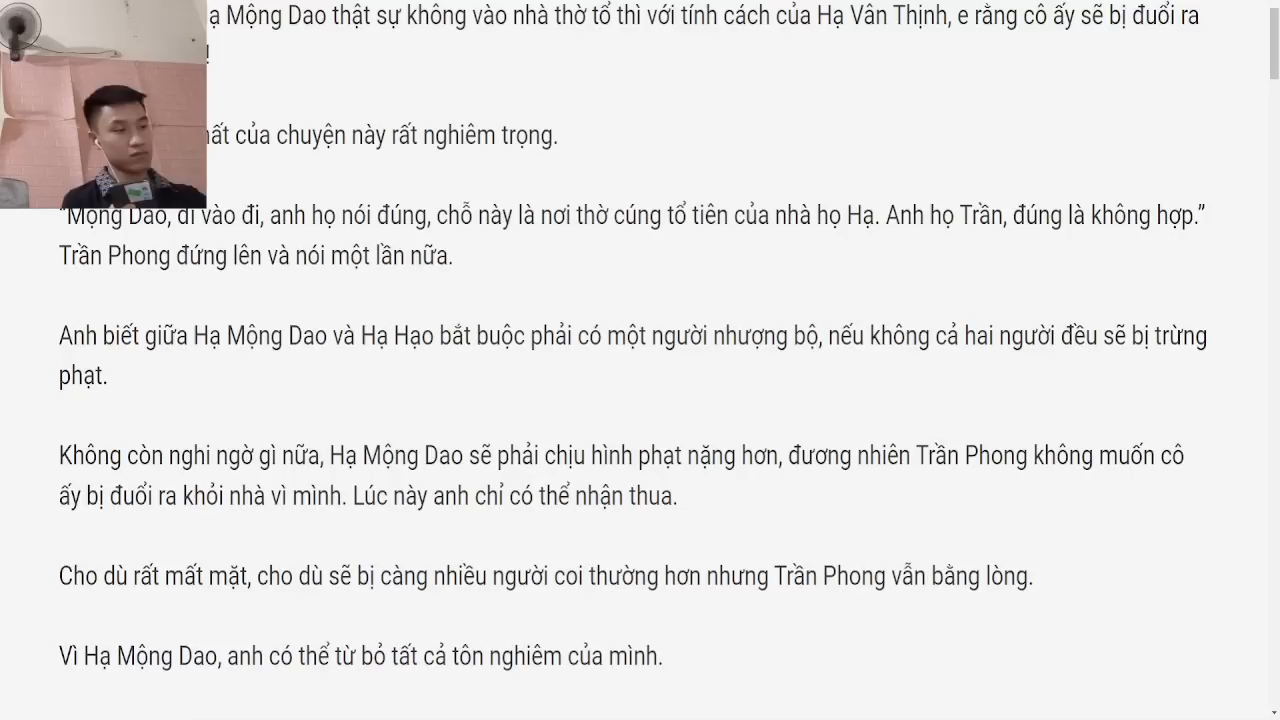 Mộng Dao thật sự không vào nhà thờ tổ thì với tính cách của Hạ Vân Thịnh, e rằng cô ấy sẽ bị đuổi ra
của chuyện này rất nghiêm trọng.
“Mộng Dao, đi vào đi, anh họ nói đúng, chỗ này là nơi thờ cúng tổ tiên của nhà họ Hạ. Anh họ Trần, đúng là không hợp.”
Trần Phong đứng lên và nói một lần nữa.
Anh biết giữa Hạ Mộng Dao và Hạ Hạo bắt buộc phải có một người nhượng bộ, nếu không cả hai người đều sẽ bị trừng
phạt.
Không còn nghi ngờ gì nữa, Hạ Mộng Dao sẽ phải chịu hình phạt nặng hơn, đương nhiên Trần Phong không muốn cô
ấy bị đuổi ra khỏi nhà vì mình. Lúc này anh chỉ có thể nhận thua.
Cho dù rất mất mặt, cho dù sẽ bị càng nhiều người coi thường hơn nhưng Trần Phong vẫn bằng lòng.
Vì Hạ Mộng Dao, anh có thể từ bỏ tất cả tôn nghiêm của mình.